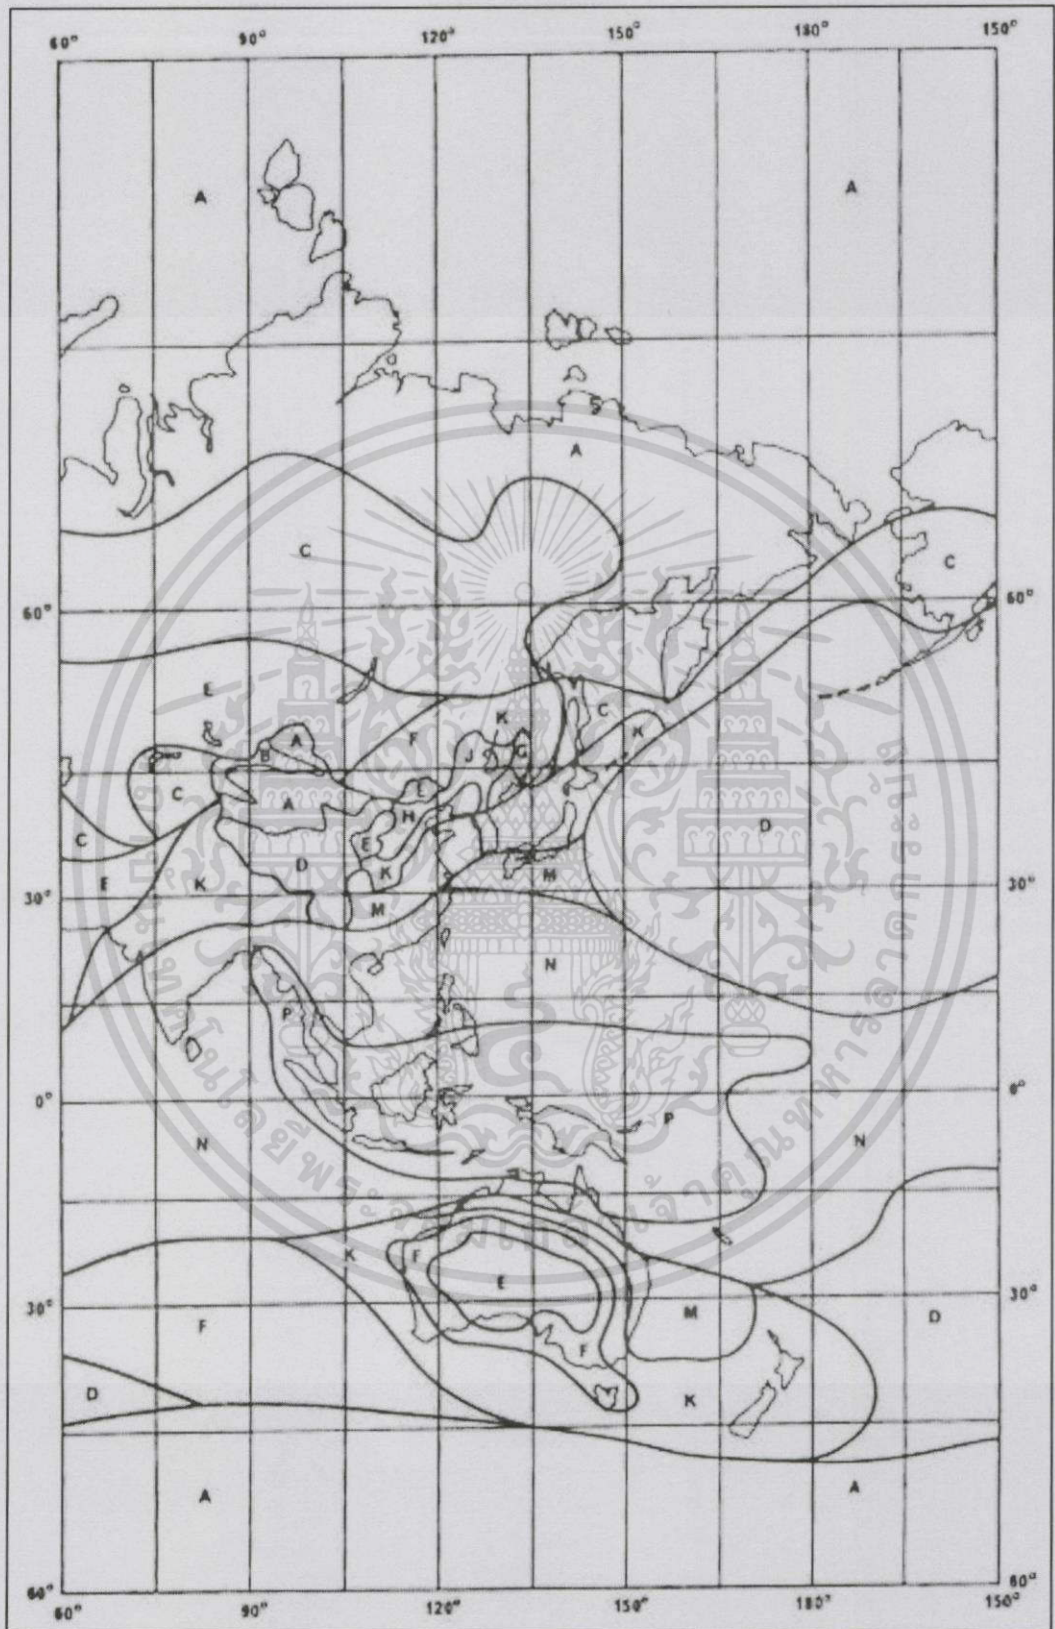 60° 90° 120° 150° 180° 150°
A A
A
C C
60° 60°
E K C
F K
A J G
B
E
C A L
H
C E D
D
E K K M
30° M 30°
N
P
0° 0°
P
N N
K F
E
30° M 30°
F D
F
D K
A A
60° 60°
60° 90° 120° 150° 180° 150°